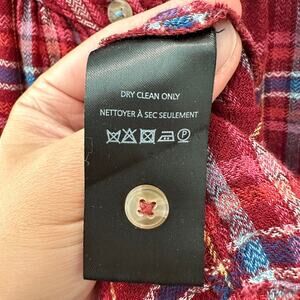 DRY CLEAN ONLY
NETTOYER À SEC SEULEMENT
P